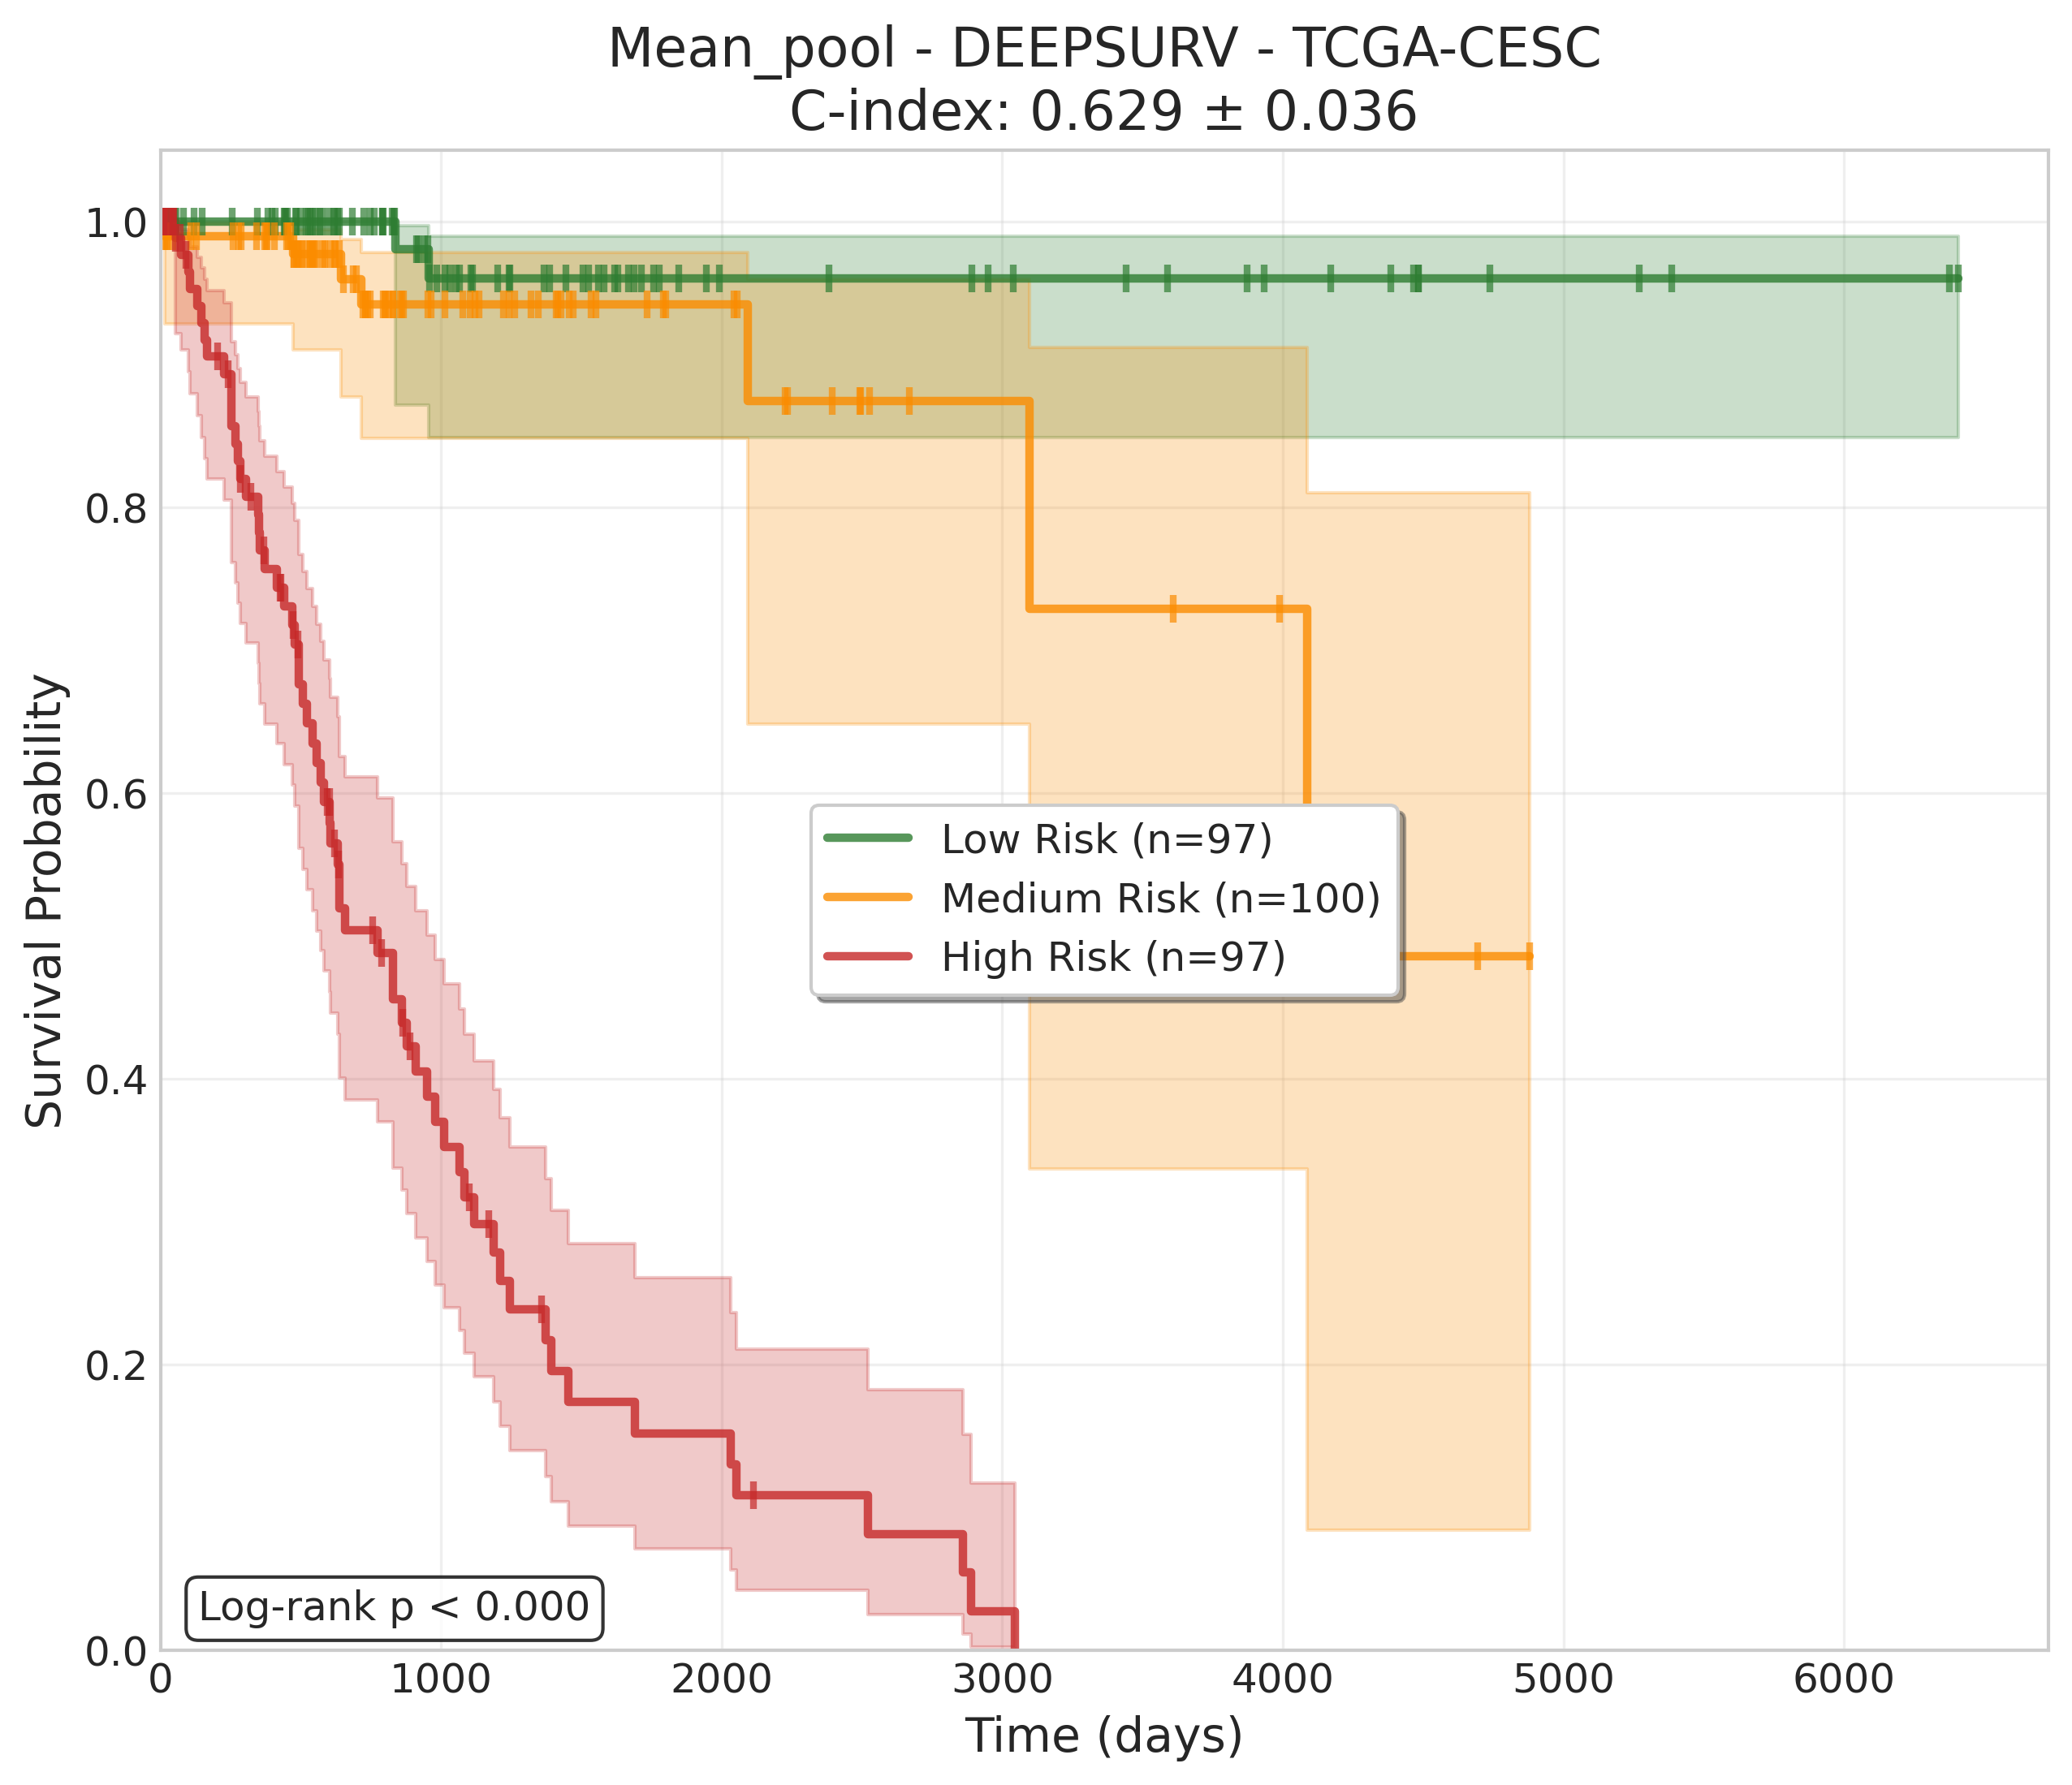 Mean_pool - DEEPSURV - TCGA-CESC
C-index: 0.629 ± 0.036
Survival Probability
1.0
0.8
0.6
0.4
0.2
0.0
Low Risk (n=97)
Medium Risk (n=100)
High Risk (n=97)
Log-rank p < 0.000
0 1000 2000 3000 4000 5000 6000
Time (days)